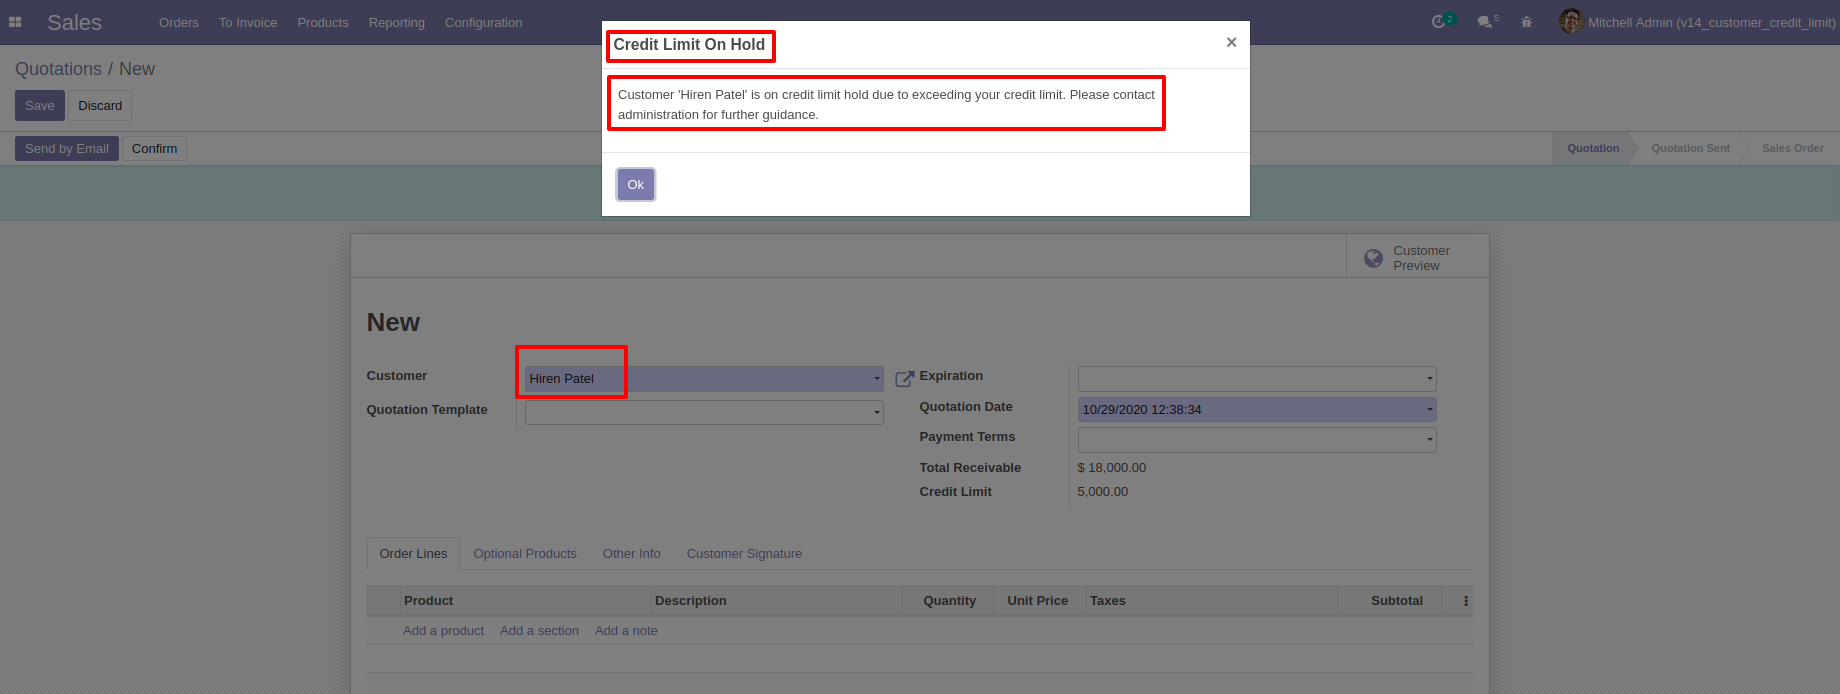 Sales Orders To Invoice Products Reporting Configuration 2 5 Mitchell Admin (v14_customer_credit_limit)
Credit Limit On Hold ×
Quotations / New
Save Discard
Customer 'Hiren Patel' is on credit limit hold due to exceeding your credit limit. Please contact
administration for further guidance.
Send by Email Confirm Quotation Quotation Sent Sales Order
Ok
Customer
Preview
New
Customer Hiren Patel Expiration
Quotation Template Quotation Date 10/29/2020 12:38:34
Payment Terms
Total Receivable $ 18,000.00
Credit Limit 5,000.00
Order Lines Optional Products Other Info Customer Signature
Product Description Quantity Unit Price Taxes Subtotal
Add a product Add a section Add a note